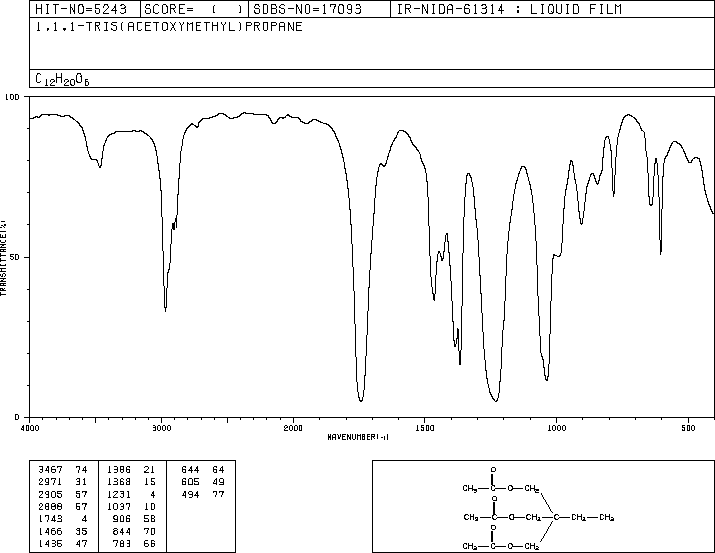 HIT-NO=5243 SCORE= ( ) SDBS-NO=17093 IR-NIDA-61314 : LIQUID FILM
1,1,1-TRIS(ACETOXYMETHYL)PROPANE
C12H20O6
100
50
0
TRANSMITTANCE(%)
4000 3000 2000 1500 1000 500
WAVENUMBER(-1)
3467 74 1386 21 644 64
2971 31 1368 15 605 49
2905 57 1231 4 494 77
2888 57 1037 10
1743 4 906 58
1466 35 844 70
1435 47 783 66
O
CH3 C O CH2
O
CH3 C O CH2 C CH2 CH3
O
CH3 C O CH2